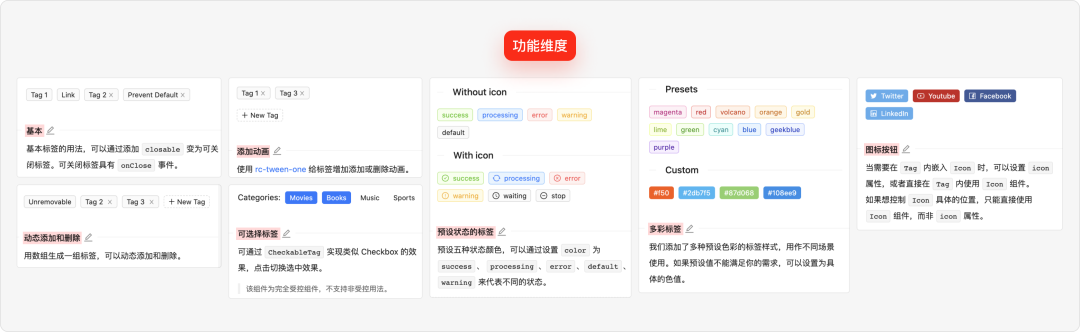 功能维度
Tag 1 Link Tag 2 × Prevent Default ×
基本
基本标签的用法，可以通过添加 closable 变为可关
闭标签。可关闭标签具有 onClose 事件。
Unremovable Tag 2 × Tag 3 × + New Tag
动态添加和删除
用数组生成一组标签，可以动态添加和删除。
Tag 1 × Tag 3 ×
+ New Tag
添加动画
使用 rc-tween-one 给标签增加添加或删除动画。
Categories: Movies Books Music Sports
可选择标签
可通过 CheckableTag 实现类似 Checkbox 的效
果，点击切换选中效果。
该组件为完全受控组件，不支持非受控用法。
Without icon
success processing error warning
default
With icon
success processing error
warning waiting stop
预设状态的标签
预设五种状态颜色，可以通过设置 color 为
success 、 processing 、 error 、 default 、
warning 来代表不同的状态。
Presets
magenta red volcano orange gold
lime green cyan blue geekblue
purple
Custom
#f50 #2db7f5 #87d068 #108ee9
多彩标签
我们添加了多种预设色彩的标签样式，用作不同场景
使用。如果预设值不能满足你的需求，可以设置为具
体的色值。
Twitter Youtube Facebook
LinkedIn
图标按钮
当需要在 Tag 内嵌入 Icon 时，可以设置 icon
属性，或者直接在 Tag 内使用 Icon 组件。
如果想控制 Icon 具体的位置，只能直接使用
Icon 组件，而非 icon 属性。